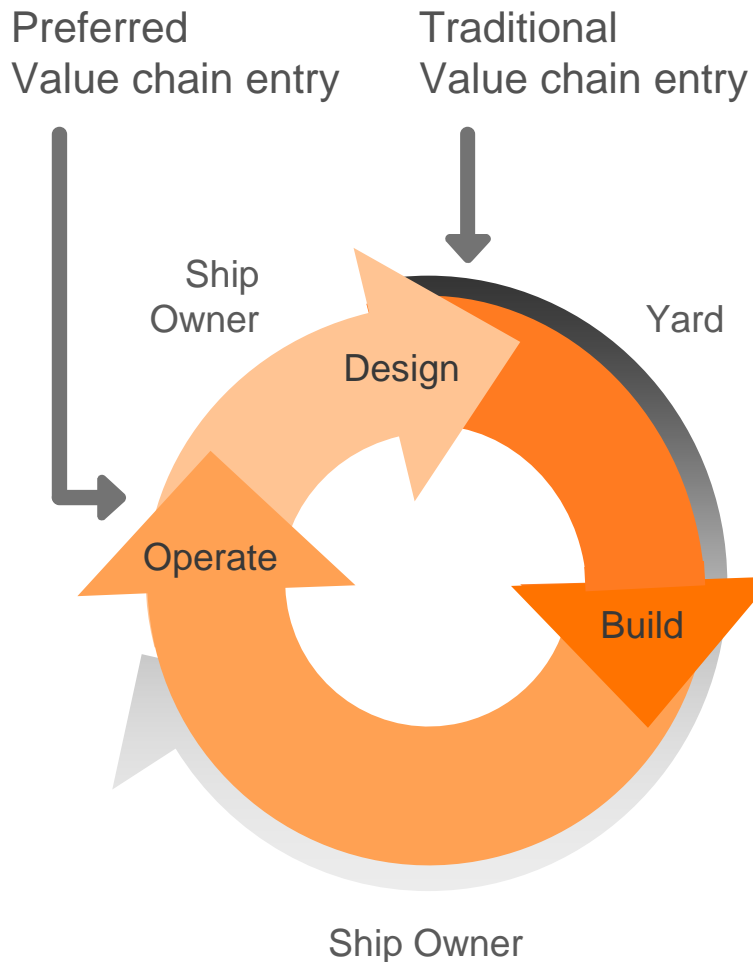 Preferred
Value chain entry
Traditional
Value chain entry
Ship
Owner
Yard
Design
Operate
Build
Ship Owner